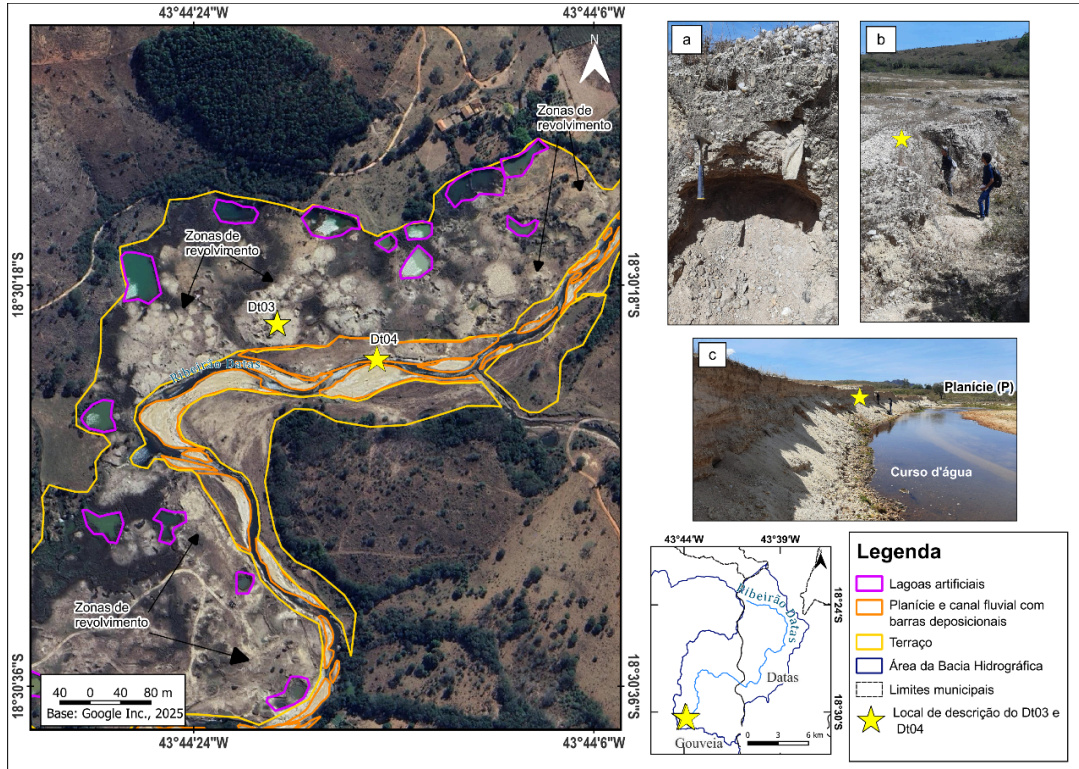 43°44'24"W
43°44'6"W
N
Zonas de
revolvimento
Zonas de
revolvimento
18°30'18"S
18°30'18"S
Dt03
Dt04
Ribeirão Datas
Zonas de
revolvimento
18°30'36"S
18°30'36"S
40 0 40 80 m
Base: Google Inc., 2025
43°44'24"W
43°44'6"W
a
b
c
Planície (P)
Curso d'água
43°44'W
43°39'W
Ribeirão Datas
18°24'S
Datas
18°30'S
Gouveia
0 3 6 km
Legenda
Lagoas artificiais
Planície e canal fluvial com
barras deposicionais
Terraço
Área da Bacia Hidrográfica
Limites municipais
Local de descrição do Dt03 e
Dt04